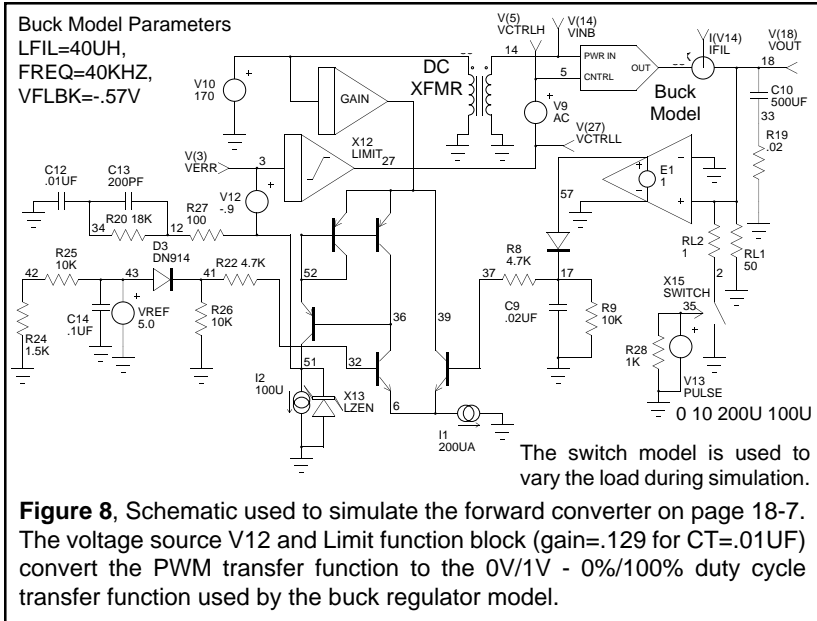 Buck Model Parameters
LFIL=40UH,
FREQ=40KHZ,
VFLBK=-.57V
V(5)
VCTRLH
V(14)
VINB
I(V14)
IFIL
V(18)
VOUT
14
18
PWR IN
OUT
CNTRL
5
DC
XFMR
Buck
Model
V10
170
+
GAIN
V9
AC
+
C10
500UF
33
R19
.02
X12
LIMIT
V(27)
VCTRLL
V(3)
VERR
3
27
E1
1
+
-
+
57
C12
.01UF
C13
200PF
V12
-.9
+
R27
100
R20 18K
34
12
RL2
1
RL1
50
R8
4.7K
D3
DN914
R25
10K
42
43
41
R22 4.7K
52
37
17
2
X15
SWITCH
35
C14
.1UF
VREF
5.0
+
R26
10K
36
39
C9
.02UF
R9
10K
R24
1.5K
R28
1K
+
V13
PULSE
51
32
I2
100U
X13
LZEN
6
I1
200UA
0 10 200U 100U
The switch model is used to
vary the load during simulation.
Figure 8, Schematic used to simulate the forward converter on page 18-7.
The voltage source V12 and Limit function block (gain=.129 for CT=.01UF)
convert the PWM transfer function to the 0V/1V - 0%/100% duty cycle
transfer function used by the buck regulator model.